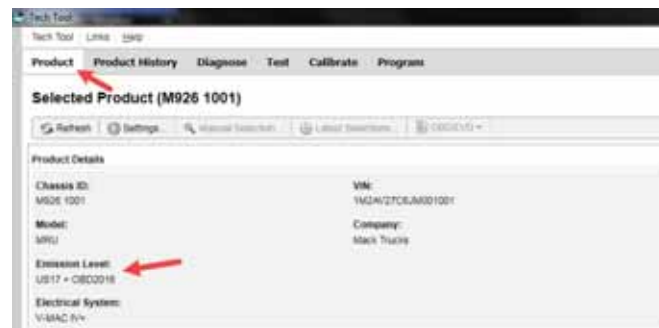 Tech Tool
Tech Tool Links Help
Product Product History Diagnose Test Calibrate Program
Selected Product (M926 1001)
Refresh Settings... Manual Selection... Latest Selections...
Product Details
Chassis ID: VIN:
M926 1001
Model: Company:
MRU Mack Trucks
Emission Level:
US17 + OBD2016
Electrical System:
V-MAC IV+